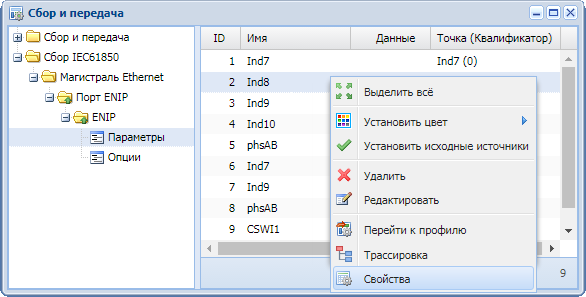 Сбор и передача
Сбор и передача
Сбор IEC61850
Магистраль Ethernet
Порт ENIP
ENIP
Параметры
Опции
ID Имя Данные Точка (Квалификатор)
1 Ind7 Ind7 (0)
2 Ind8
3 Ind9
4 Ind10
5 phsAB
6 Ind7
7 Ind9
8 phsAB
9 CSWI1
Выделить всё
Установить цвет
Установить исходные источники
Удалить
Редактировать
Перейти к профилю
Трассировка
Свойства
9